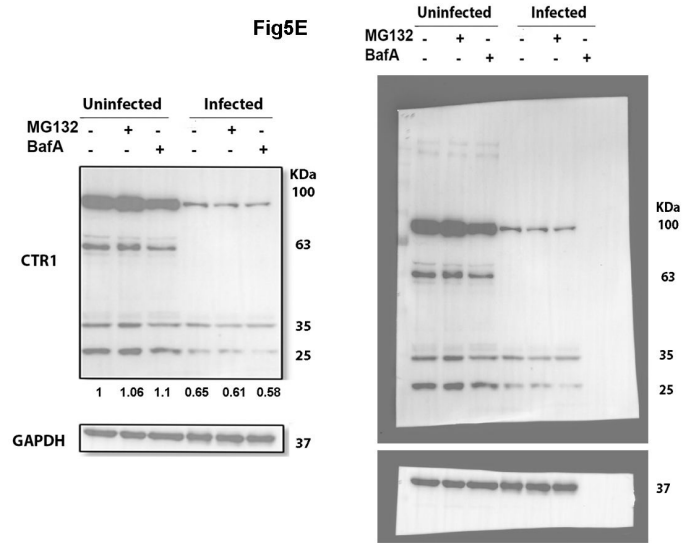 Fig5E
Uninfected Infected
MG132 - + - - + -
BafA - - + - - +
KDa
100
63
CTR1
35
25
1 1.06 1.1 0.65 0.61 0.58
GAPDH
37
Uninfected Infected
MG132 - + - - + -
BafA - - + - - +
KDa
100
63
35
25
37